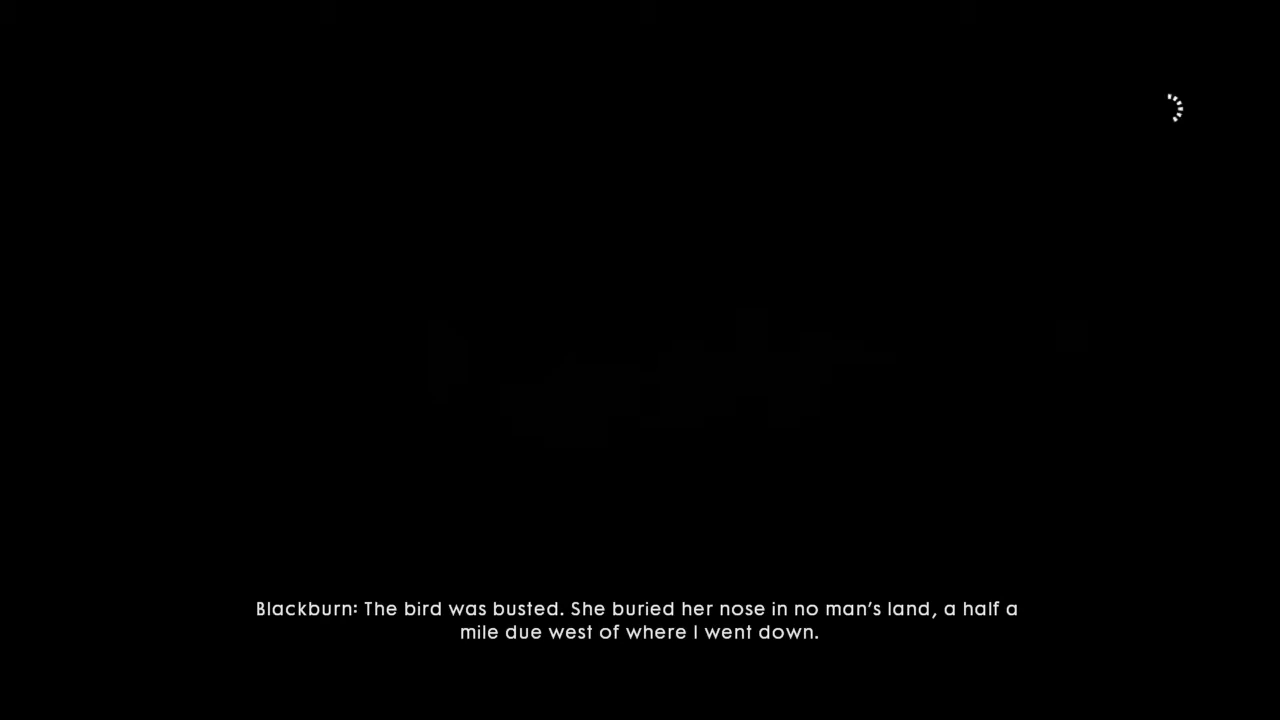 Blackburn: The bird was busted. She buried her nose in no man's land, a half a
mile due west of where I went down.